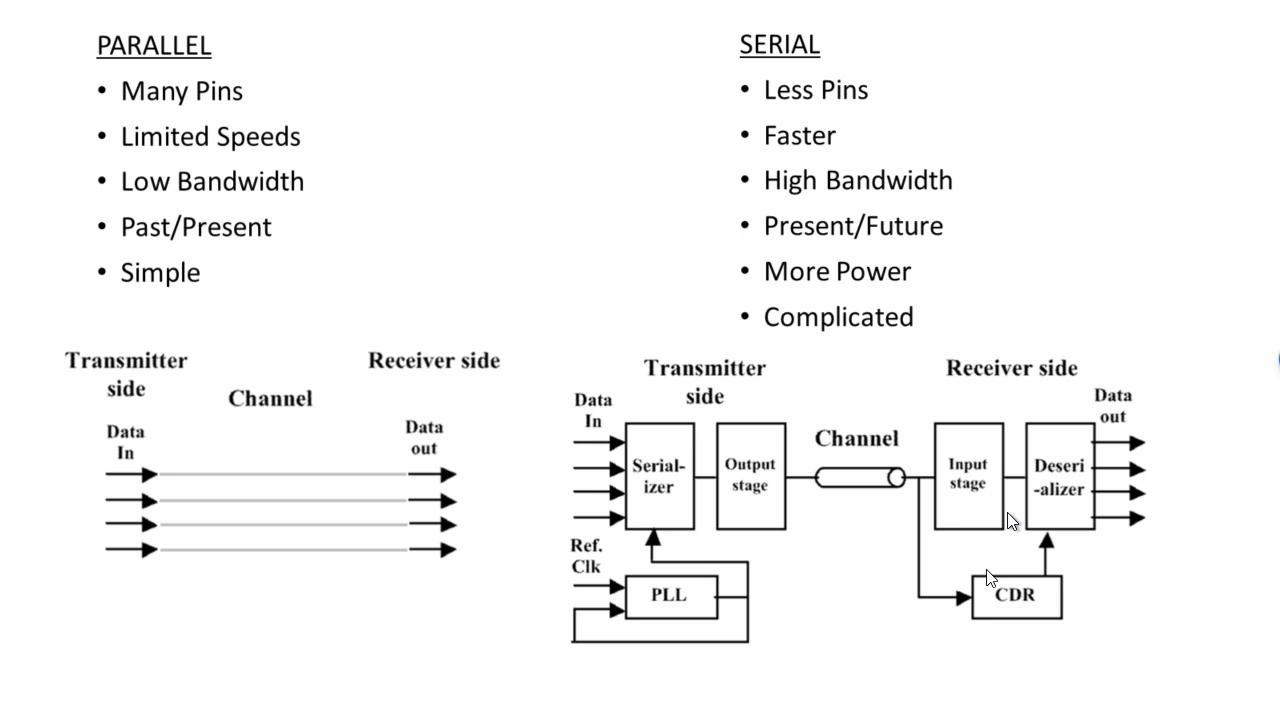 PARALLEL
• Many Pins
• Limited Speeds
• Low Bandwidth
• Past/Present
• Simple
SERIAL
• Less Pins
• Faster
• High Bandwidth
• Present/Future
• More Power
• Complicated
Transmitter
side
Channel
Receiver side
Data
In
Data
out
Transmitter
side
Receiver side
Data
In
Serial-
izer
Output
stage
Channel
Input
stage
Deseri
-alizer
Data
out
Ref.
Clk
PLL
CDR